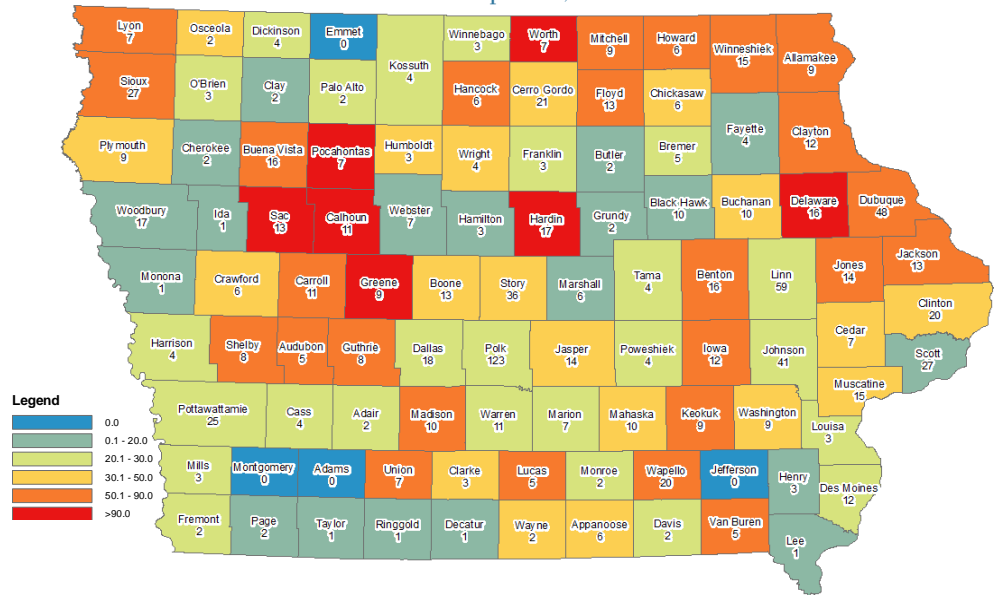 Lyon
7
Osceola
2
Dickinson
4
Emmet
0
Winnebago
3
Worth
7
Mitchell
9
Howard
6
Winneshiek
15
Allamakee
9
Kossuth
4
Sioux
27
O'Brien
3
Clay
2
Palo Alto
2
Hancock
6
Cerro Gordo
21
Floyd
13
Chickasaw
6
Fayette
4
Clayton
12
Plymouth
9
Cherokee
2
Buena Vista
16
Pocahontas
7
Humboldt
3
Wright
4
Franklin
3
Butler
2
Bremer
5
Woodbury
17
Ida
1
Sac
13
Calhoun
11
Webster
7
Hamilton
3
Hardin
17
Grundy
2
Black Hawk
10
Buchanan
10
Delaware
16
Dubuque
48
Monona
1
Crawford
6
Carroll
11
Greene
9
Boone
13
Story
36
Marshall
6
Tama
4
Benton
16
Linn
59
Jones
14
Jackson
13
Clinton
20
Cedar
7
Scott
27
Harrison
4
Shelby
8
Audubon
5
Guthrie
8
Dallas
18
Polk
123
Jasper
14
Poweshiek
4
Iowa
12
Johnson
41
Muscatine
15
Legend
0.0
0.1 - 20.0
20.1 - 30.0
30.1 - 50.0
50.1 - 90.0
>90.0
Pottawattamie
25
Cass
4
Adair
2
Madison
10
Warren
11
Marion
7
Mahaska
10
Keokuk
9
Washington
9
Louisa
3
Mills
3
Montgomery
0
Adams
0
Union
7
Clarke
3
Lucas
5
Monroe
2
Wapello
20
Jefferson
0
Henry
3
Des Moines
12
Fremont
2
Page
2
Taylor
1
Ringgold
1
Decatur
1
Wayne
2
Appanoose
6
Davis
2
Van Buren
5
Lee
1